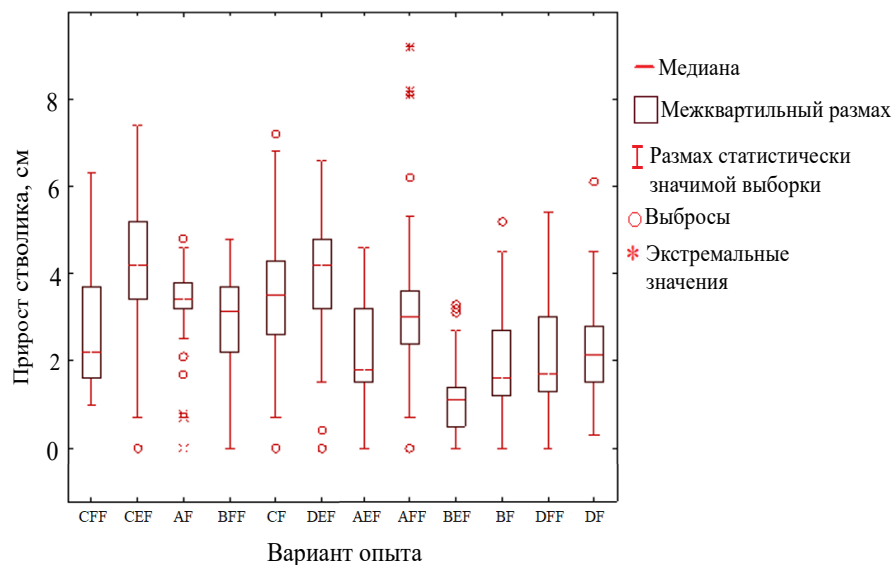 Прирост стволика, см
8
6
4
2
0
CFF CEF AF BFF CF DEF AEF AFF BEF BF DFF DF
Вариант опыта
Медиана
Межквартильный размах
Размах статистически
значимой выборки
Выбросы
Экстремальные
значения